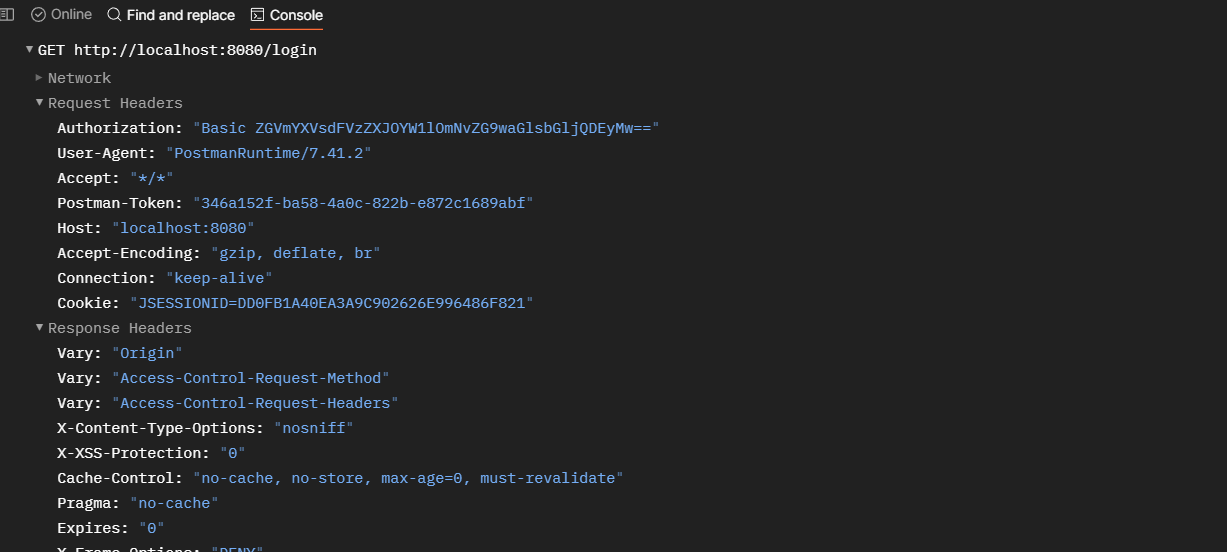 Online Find and replace Console
GET http://localhost:8080/login
Network
Request Headers
Authorization: "Basic ZGVmYXVsdFVzZXJOYW1lOmNvZG9waGlsbGljQDEyMw=="
User-Agent: "PostmanRuntime/7.41.2"
Accept: "*/*"
Postman-Token: "346a152f-ba58-4a0c-822b-e872c1689abf"
Host: "localhost:8080"
Accept-Encoding: "gzip, deflate, br"
Connection: "keep-alive"
Cookie: "JSESSIONID=DD0FB1A40EA3A9C902626E996486F821"
Response Headers
Vary: "Origin"
Vary: "Access-Control-Request-Method"
Vary: "Access-Control-Request-Headers"
X-Content-Type-Options: "nosniff"
X-XSS-Protection: "0"
Cache-Control: "no-cache, no-store, max-age=0, must-revalidate"
Pragma: "no-cache"
Expires: "0"
X-Frame-Options: "DENY"